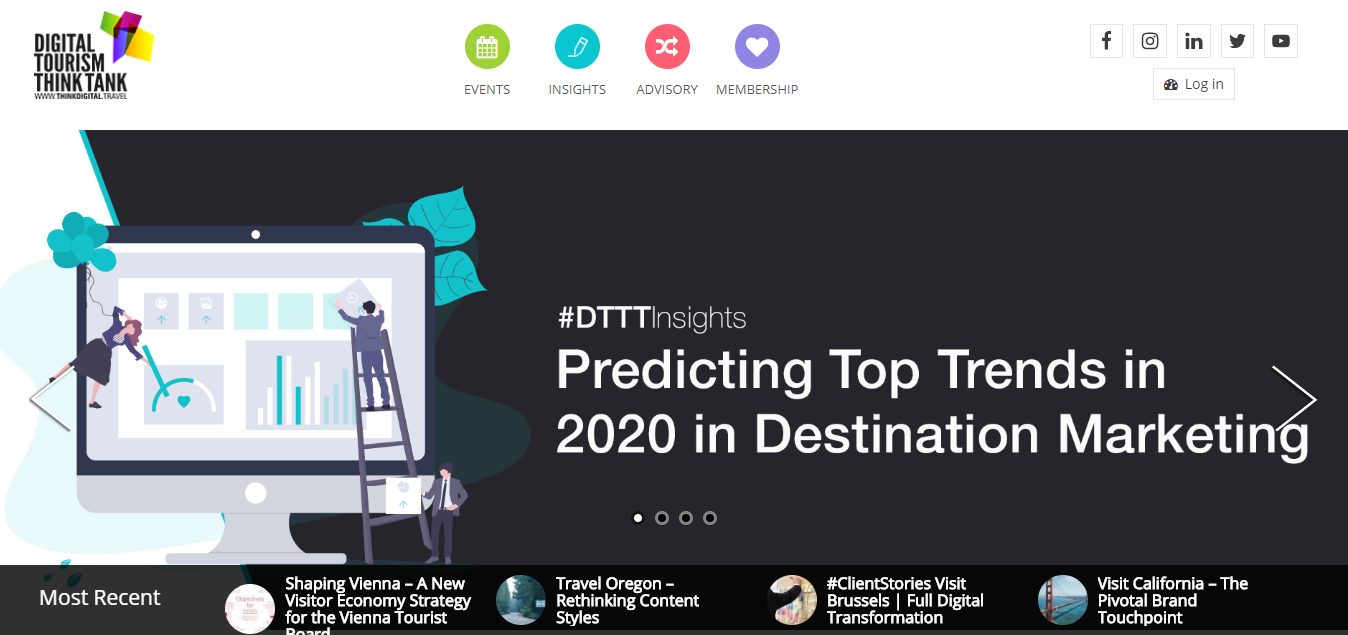 DIGITAL
TOURISM
THINK TANK
WWW.THINKDIGITAL.TRAVEL
EVENTS
INSIGHTS
ADVISORY
MEMBERSHIP
Log in
#DTTTInsights
Predicting Top Trends in
2020 in Destination Marketing
Most Recent
Objectives
for
2025
Shaping Vienna – A New
Visitor Economy Strategy
for the Vienna Tourist
Board
Travel Oregon –
Rethinking Content
Styles
#ClientStories Visit
Brussels | Full Digital
Transformation
Visit California – The
Pivotal Brand
Touchpoint